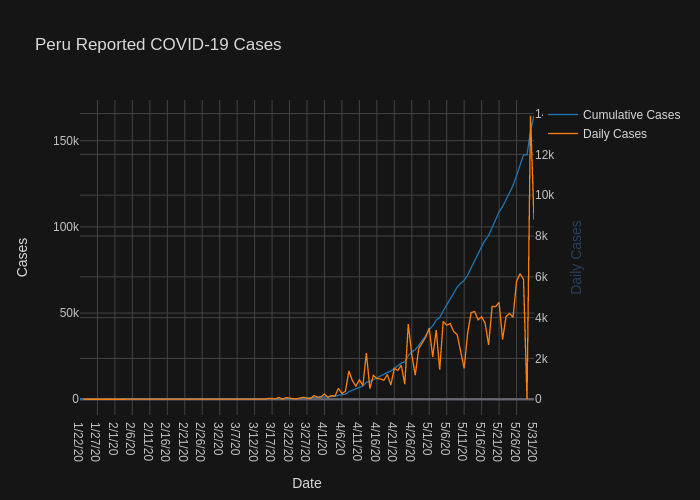 Peru Reported COVID-19 Cases
Cumulative Cases
Daily Cases
150k
100k
50k
0
12k
10k
8k
6k
4k
2k
0
Cases
Daily Cases
1/22/20
1/27/20
2/1/20
2/6/20
2/11/20
2/16/20
2/21/20
2/26/20
3/2/20
3/7/20
3/12/20
3/17/20
3/22/20
3/27/20
4/1/20
4/6/20
4/11/20
4/16/20
4/21/20
4/26/20
5/1/20
5/6/20
5/11/20
5/16/20
5/21/20
5/26/20
5/31/20
Date